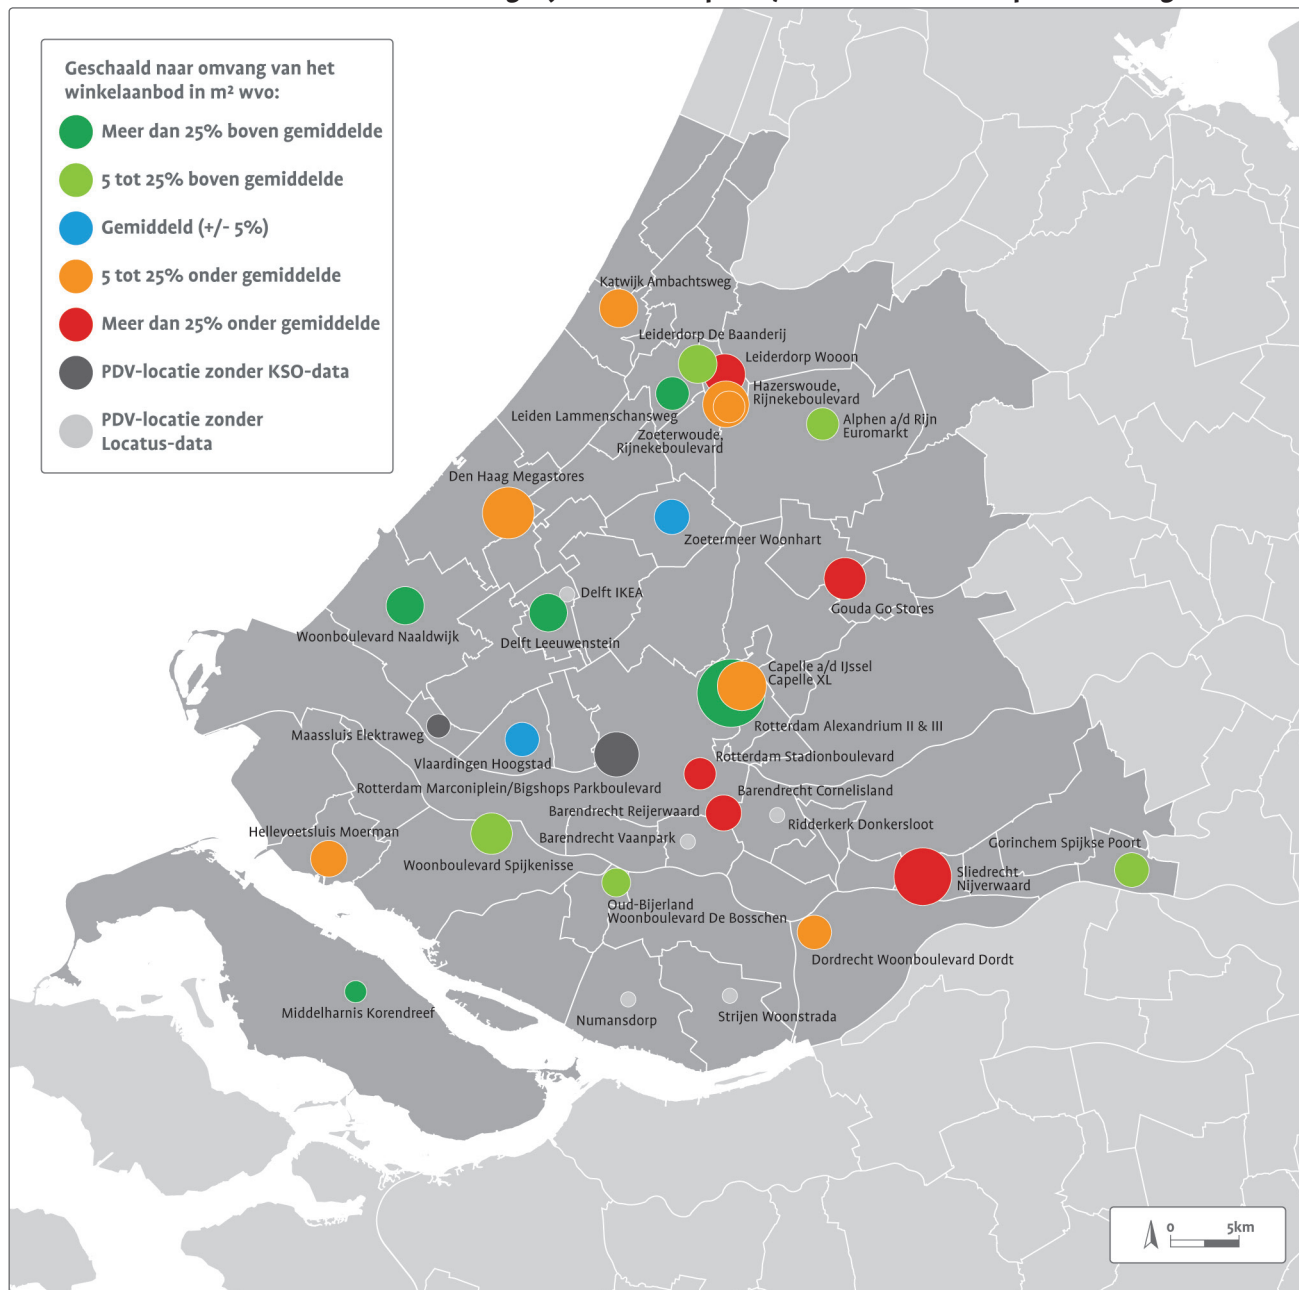 Geschaald naar omvang van het
winkelaanbod in m² wvo:
Meer dan 25% boven gemiddelde
5 tot 25% boven gemiddelde
Gemiddeld (+/- 5%)
5 tot 25% onder gemiddelde
Meer dan 25% onder gemiddelde
PDV-locatie zonder KSO-data
PDV-locatie zonder
Locatus-data
Katwijk Ambachtsweg
Leiderdorp De Baanderij
Leiderdorp Wooon
Hazerswoude,
Rijnekeboulevard
Leiden Lammenschansweg
Alphen a/d Rijn
Euromarkt
Zoeterwoude,
Rijnekeboulevard
Den Haag Megastores
Zoetermeer Woonhart
Delft IKEA
Gouda Go Stores
Woonboulevard Naaldwijk
Delft Leeuwenstein
Capelle a/d IJssel
Capelle XL
Rotterdam Alexandrium II & III
Maassluis Elektraweg
Vlaardingen Hoogstad
Rotterdam Stadionboulevard
Rotterdam Marconiplein/Bigshops Parkboulevard
Barendrecht Cornelisland
Barendrecht Reijerwaard
Ridderkerk Donkersloot
Hellevoetsluis Moerman
Barendrecht Vaanpark
Gorinchem Spijkse Poort
Woonboulevard Spijkenisse
Sliedrecht
Nijverwaard
Oud-Bijerland
Woonboulevard De Bosschen
Dordrecht Woonboulevard Dordt
Middelharnis Korendreef
Numansdorp
Strijen Woonstrada
0 5km